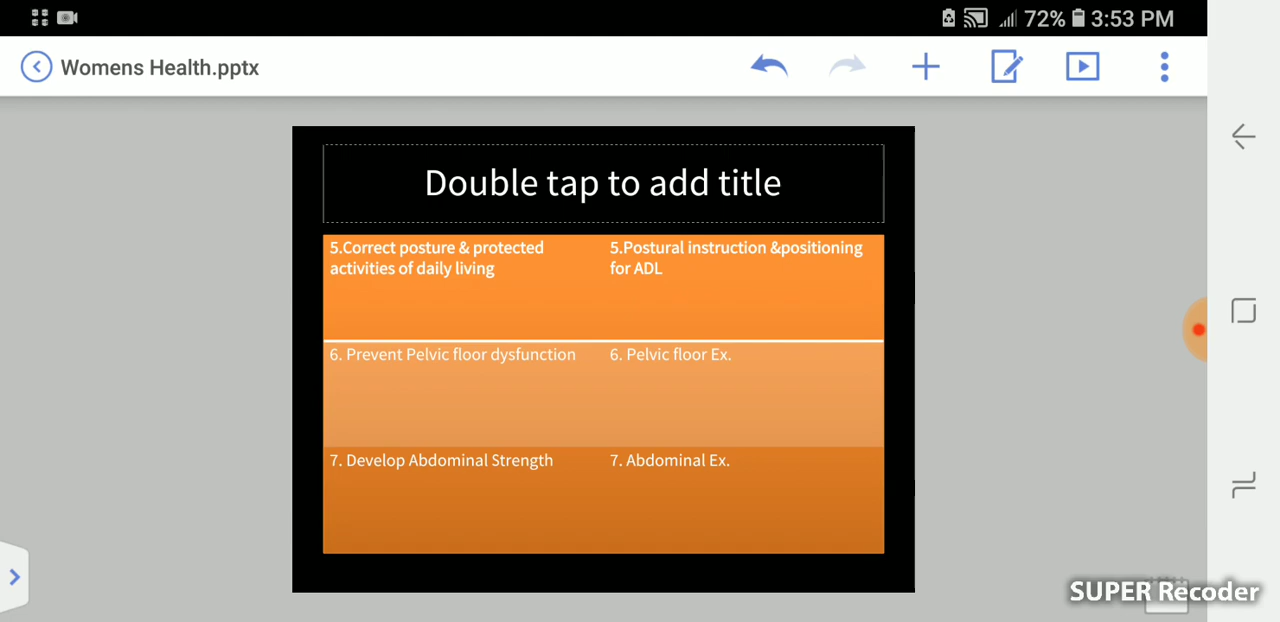 72% 3:53 PM
Womens Health.pptx
Double tap to add title
5.Correct posture & protected
activities of daily living
5.Postural instruction &positioning
for ADL
6. Prevent Pelvic floor dysfunction
6. Pelvic floor Ex.
7. Develop Abdominal Strength
7. Abdominal Ex.
SUPER Recoder